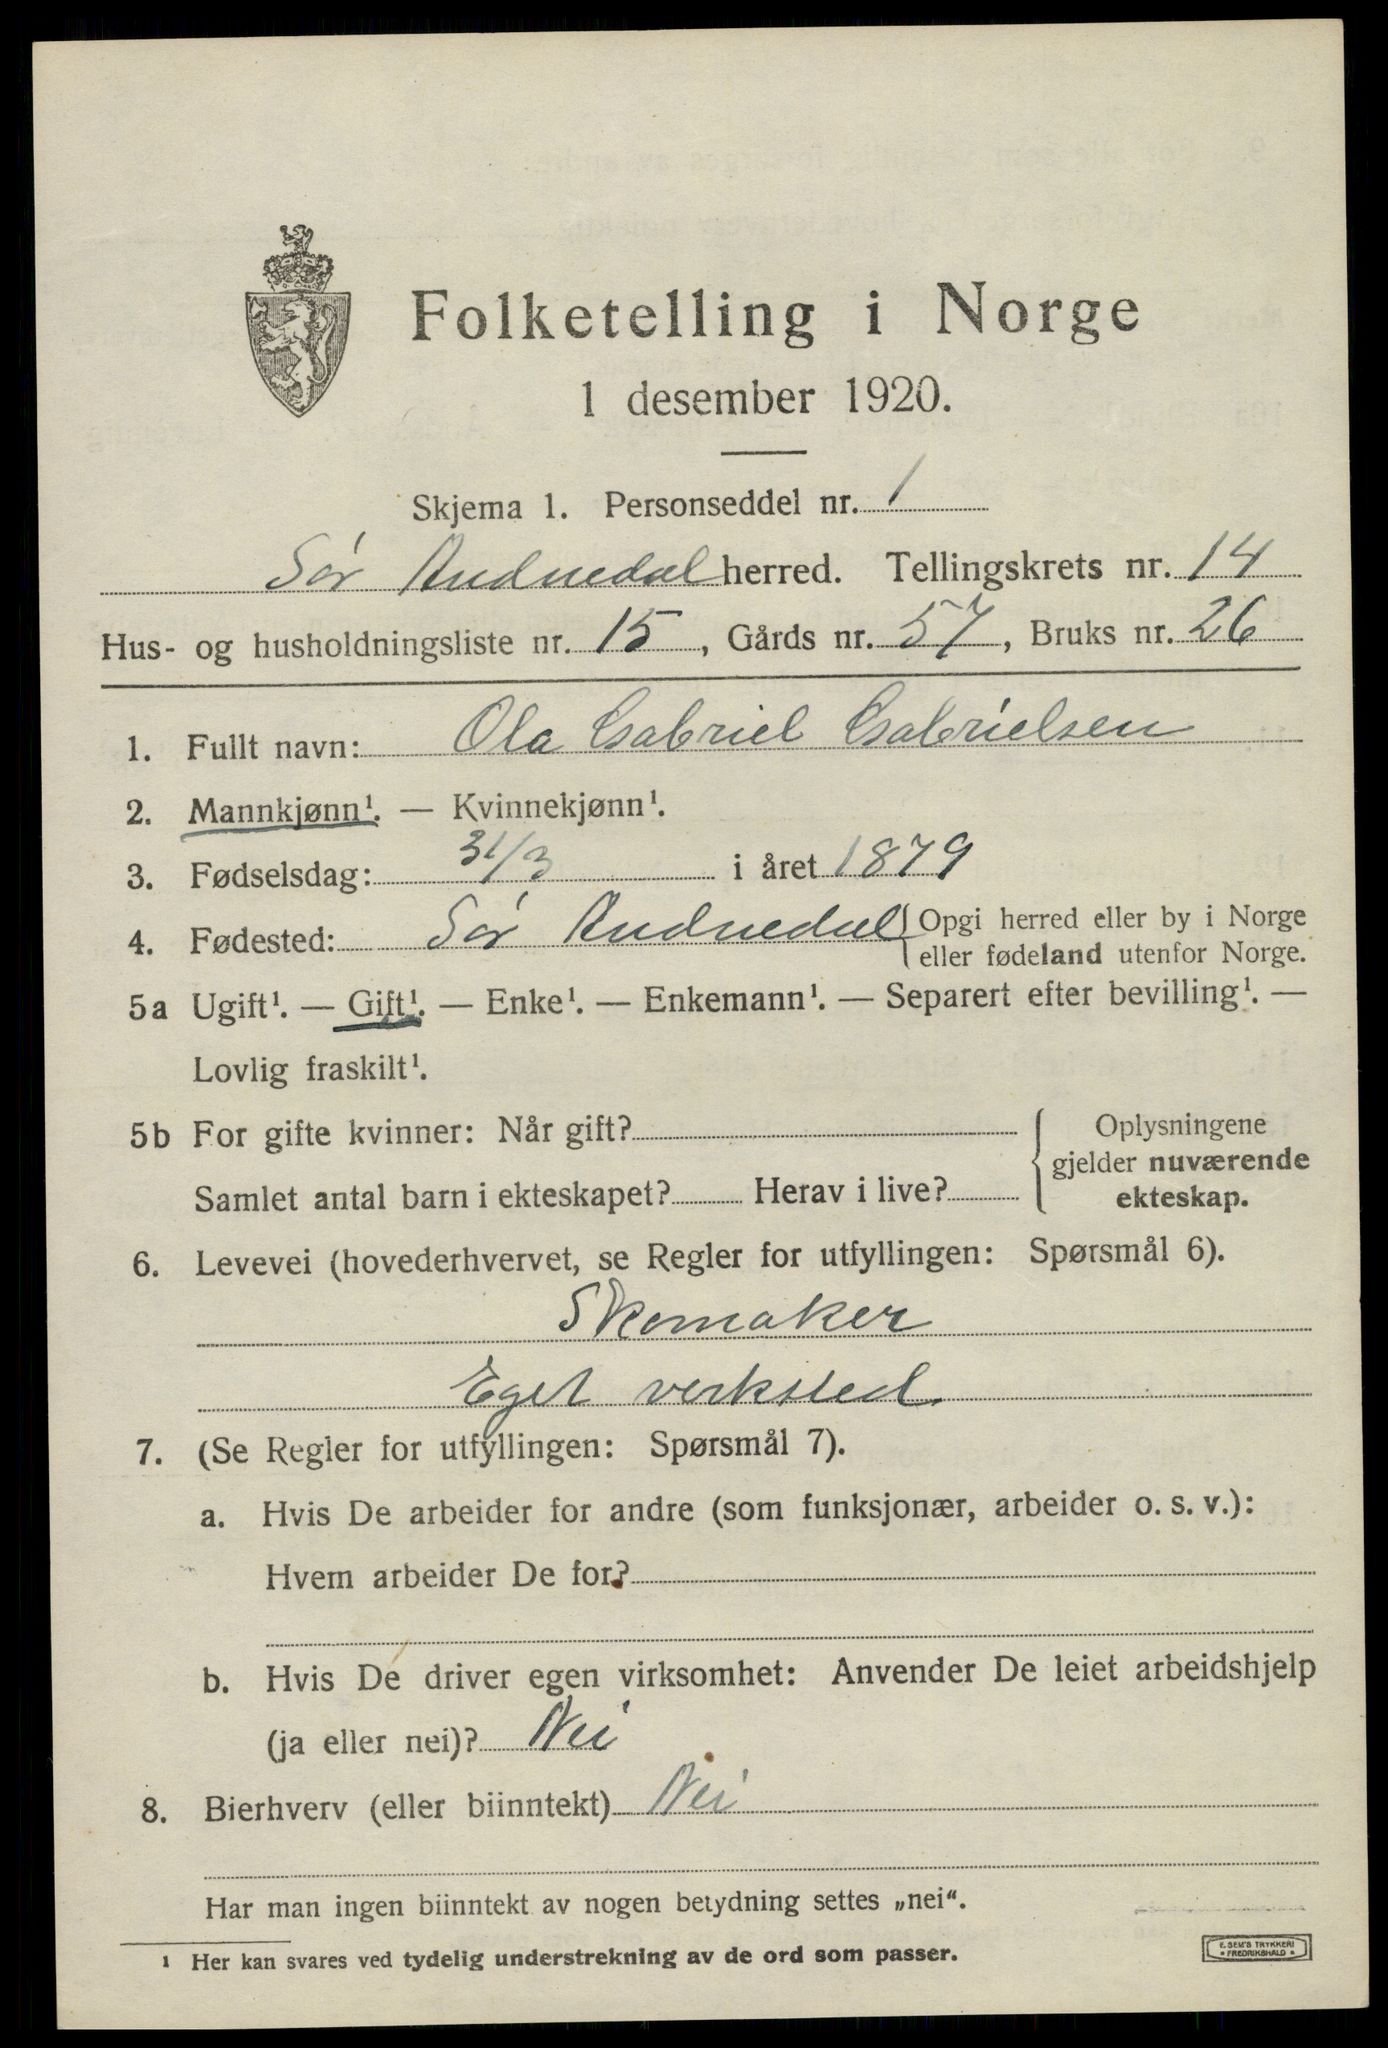 Folketelling i Norge
1 desember 1920.
Skjema 1. Personseddel nr. 1
Sør Audnedal herred. Tellingskrets nr. 14
Hus- og husholdningsliste nr. 15, Gårds nr. 57, Bruks nr. 26
1. Fullt navn: Ola Gabriel Gabrielsen
2. Mannkjønn¹. — Kvinnekjønn¹.
3. Fødselsdag: 31/3 i året 1879
4. Fødested: Sør Audnedal { Opgi herred eller by i Norge
eller fødeland utenfor Norge.
5a Ugift¹. — Gift¹. — Enke¹. — Enkemann¹. — Separert efter bevilling¹. —
Lovlig fraskilt¹.
5b For gifte kvinner: Når gift?
Samlet antal barn i ekteskapet? Herav i live?
Oplysningene
gjelder nuværende
ekteskap.
6. Levevei (hovederhvervet, se Regler for utfyllingen: Spørsmål 6).
Skomaker
Eget verksted
7. (Se Regler for utfyllingen: Spørsmål 7).
a. Hvis De arbeider for andre (som funksjonær, arbeider o. s. v.):
Hvem arbeider De for?
b. Hvis De driver egen virksomhet: Anvender De leiet arbeidshjelp
(ja eller nei)? Nei
8. Bierhverv (eller biinntekt) Nei
Har man ingen biinntekt av nogen betydning settes „nei“.
¹ Her kan svares ved tydelig understrekning av de ord som passer.
E. SEM'S TRYKKERI
* FREDRIKSHALD *